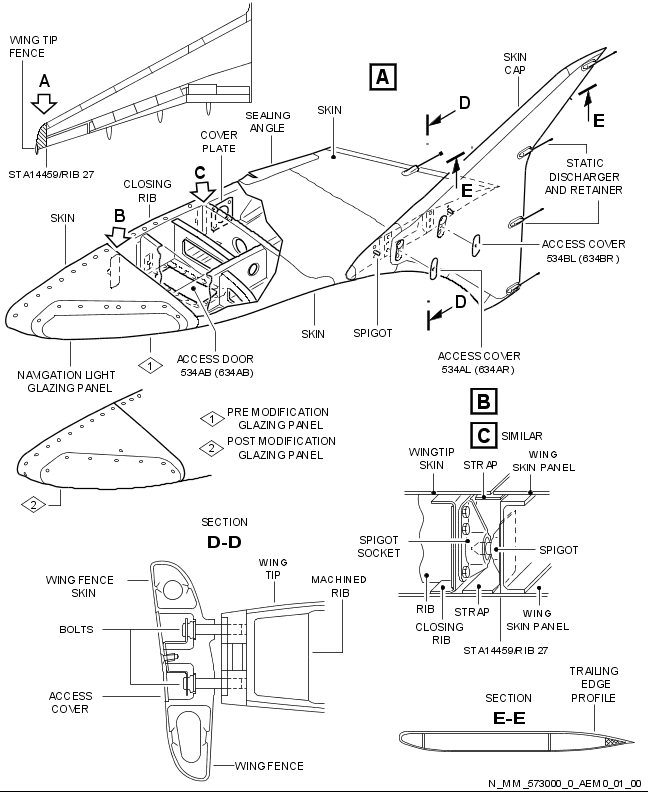 WING TIP
FENCE
A
STA14459/RIB 27
A
SKIN
CAP
D
E
E
SEALING
ANGLE
SKIN
COVER
PLATE
C
CLOSING
RIB
B
SKIN
STATIC
DISCHARGER
AND RETAINER
ACCESS COVER
534BL (634BR)
D
SPIGOT
SKIN
ACCESS COVER
534AL (634AR)
ACCESS DOOR
534AB (634AB)
1
NAVIGATION LIGHT
GLAZING PANEL
1
PRE MODIFICATION
GLAZING PANEL
2
POST MODIFICATION
GLAZING PANEL
2
B
C
SIMILAR
WINGTIP
SKIN
STRAP
WING
SKIN PANEL
SPIGOT
SOCKET
SPIGOT
RIB
CLOSING
RIB
STRAP
WING
SKIN PANEL
STA14459/RIB 27
SECTION
D-D
WING FENCE
SKIN
WING
TIP
MACHINED
RIB
BOLTS
ACCESS
COVER
WING FENCE
SECTION
E-E
TRAILING
EDGE
PROFILE
N_MM_573000_0_AEM0_01_00